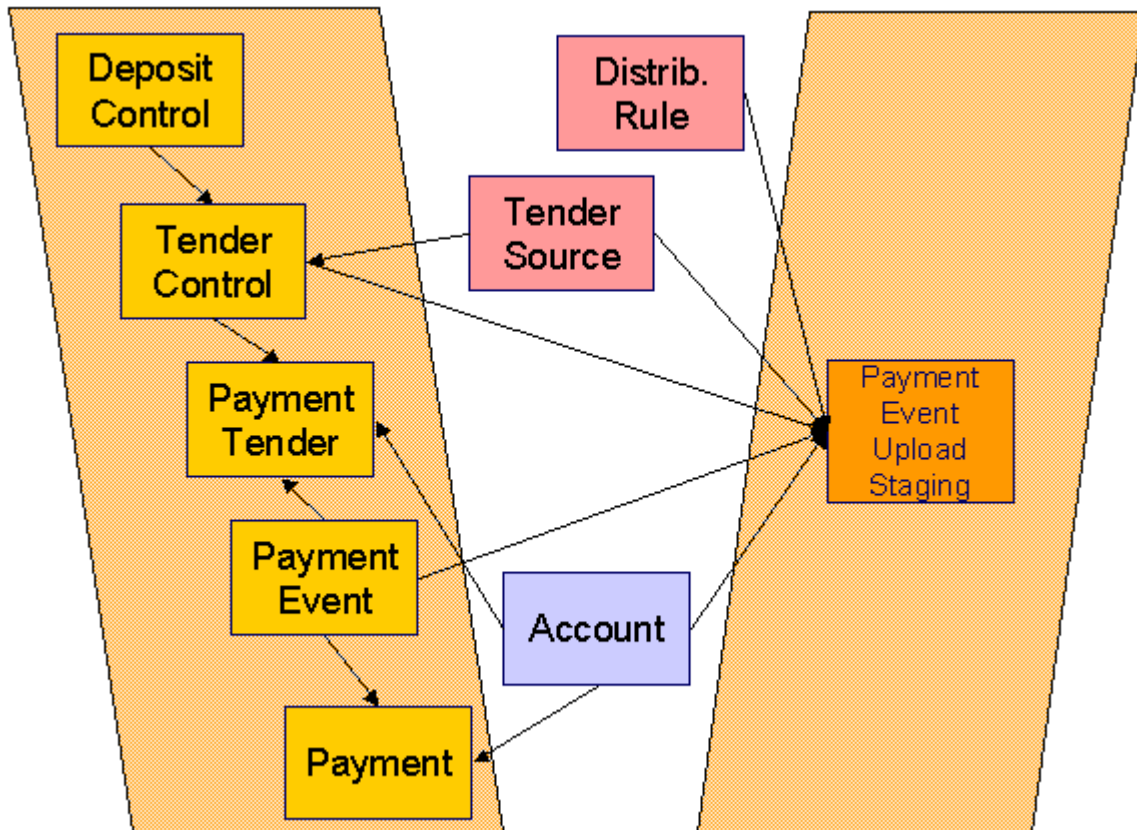 Deposit
Control
Distrib.
Rule
Tender
Source
Tender
Control
Payment
Tender
Payment
Event
Upload
Staging
Payment
Event
Account
Payment